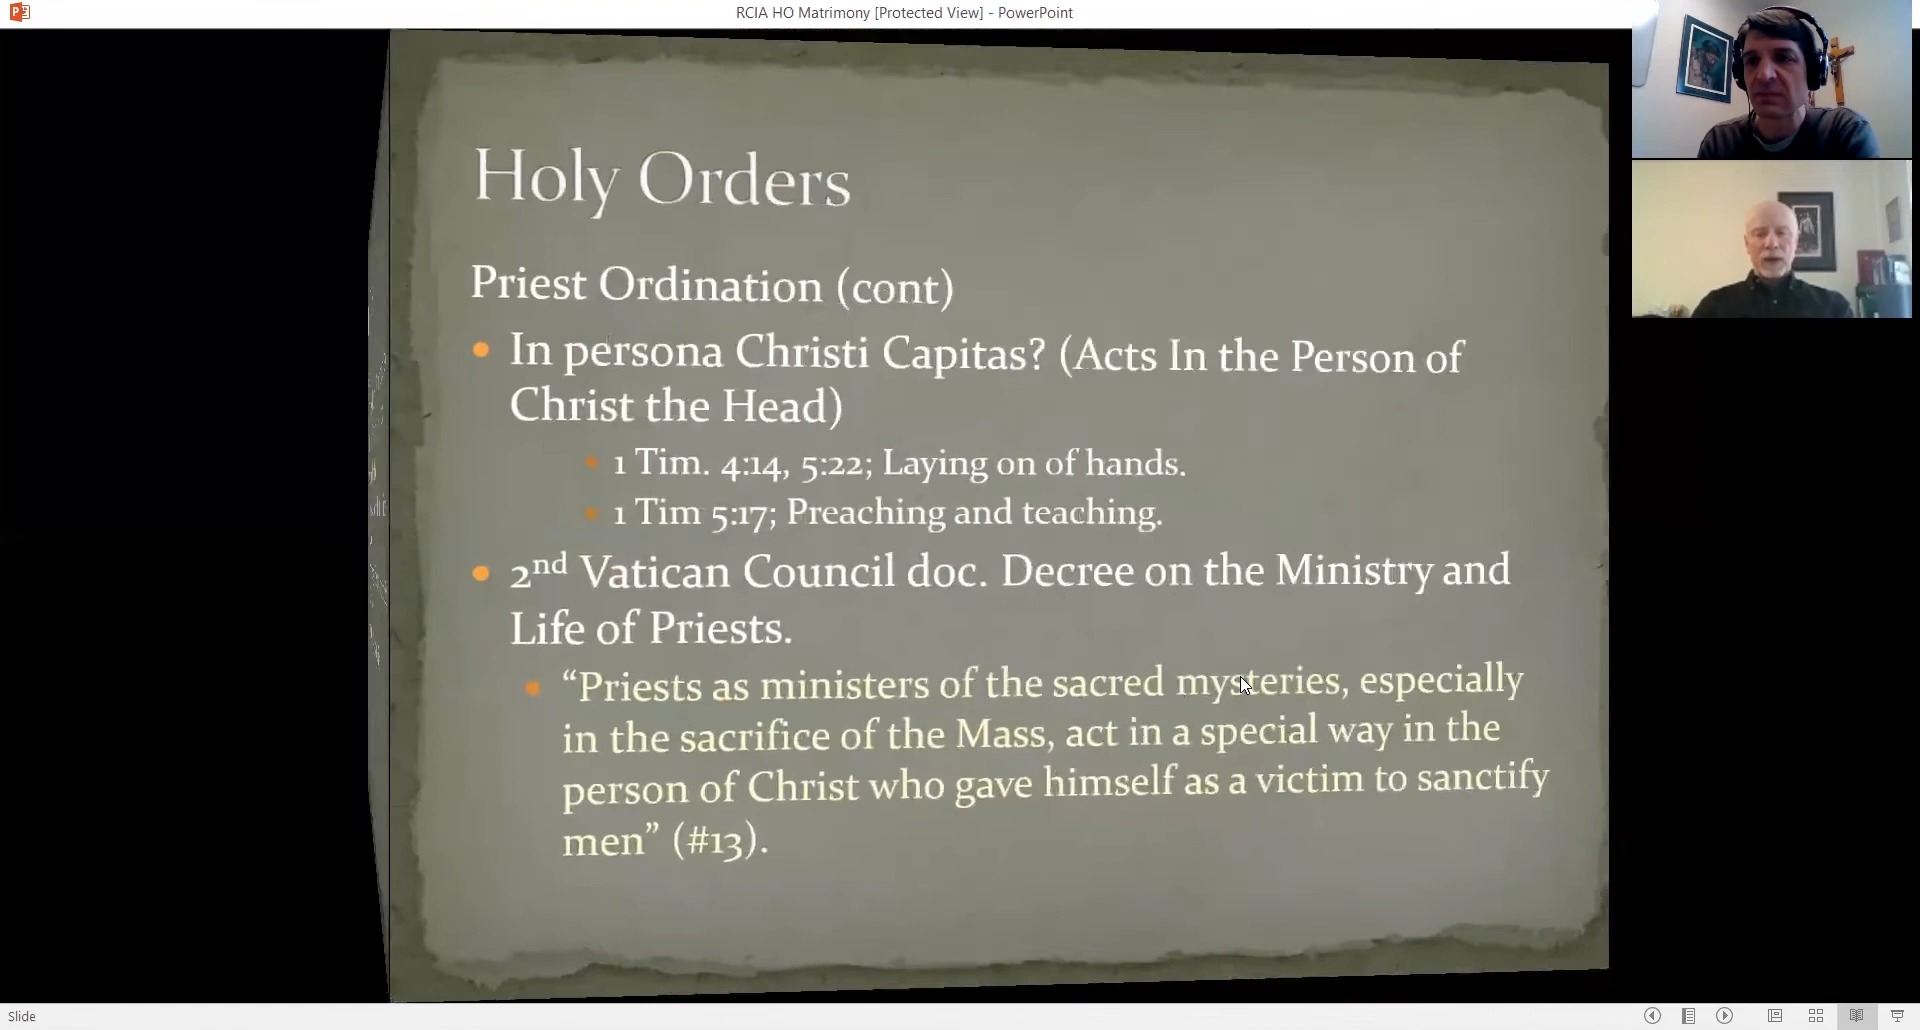 RCIA HO Matrimony [Protected View] - PowerPoint
Holy Orders
Priest Ordination (cont)
In persona Christi Capitas? (Acts In the Person of
Christ the Head)
1 Tim. 4:14, 5:22; Laying on of hands.
1 Tim 5:17; Preaching and teaching.
2nd Vatican Council doc. Decree on the Ministry and
Life of Priests.
“Priests as ministers of the sacred mysteries, especially
in the sacrifice of the Mass, act in a special way in the
person of Christ who gave himself as a victim to sanctify
men” (#13).
Slide